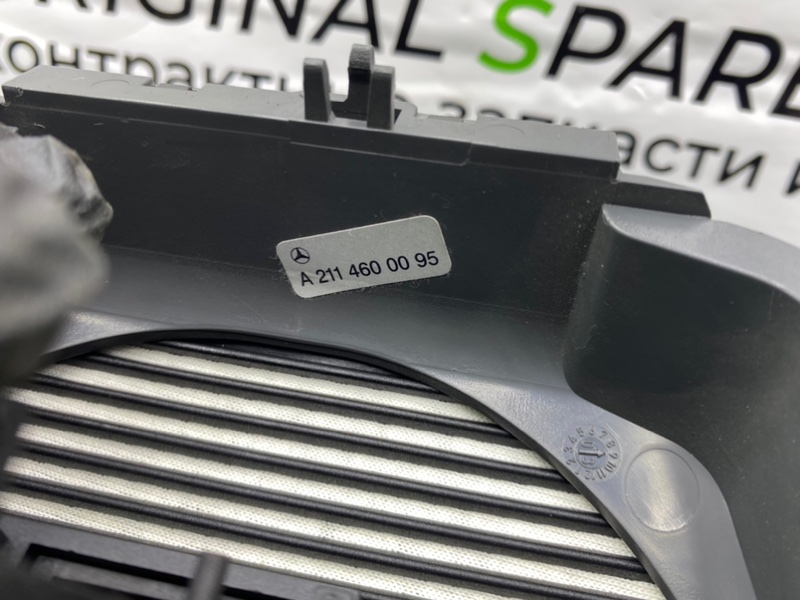 ORIGINAL SPARE
контрактные запчасти и
A 211 460 00 95